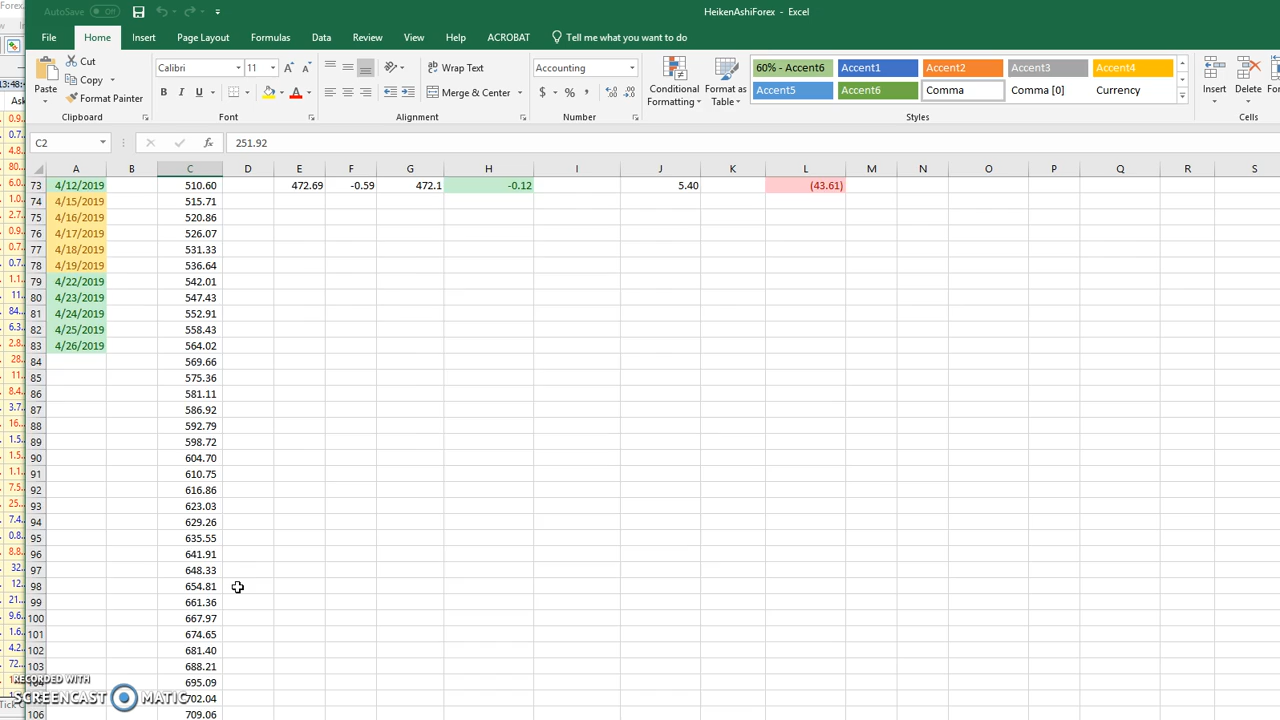 Forex.
AutoSave Off
HeikenAshiForex - Excel
File Home Insert Page Layout Formulas Data Review View Help ACROBAT Tell me what you want to do
Cut
Copy
Format Painter
Paste
Calibri 11
B I U
Wrap Text
Merge & Center
Accounting
$ % ,
Conditional Formatting
Format as Table
60% - Accent6 Accent1 Accent2 Accent3 Accent4
Accent5 Accent6 Comma Comma [0] Currency
Insert Delete
Clipboard Font Alignment Number Styles Cells
C2 fx 251.92
A B C D E F G H I J K L M N O P Q R S
73 4/12/2019 510.60 472.69 -0.59 472.1 -0.12 5.40 (43.61)
74 4/15/2019 515.71
75 4/16/2019 520.86
76 4/17/2019 526.07
77 4/18/2019 531.33
78 4/19/2019 536.64
79 4/22/2019 542.01
80 4/23/2019 547.43
81 4/24/2019 552.91
82 4/25/2019 558.43
83 4/26/2019 564.02
84 569.66
85 575.36
86 581.11
87 586.92
88 592.79
89 598.72
90 604.70
91 610.75
92 616.86
93 623.03
94 629.26
95 635.55
96 641.91
97 648.33
98 654.81
99 661.36
100 667.97
101 674.65
102 681.40
103 688.21
695.09
702.04
106 709.06
RECORDED WITH
SCREENCAST MATIC